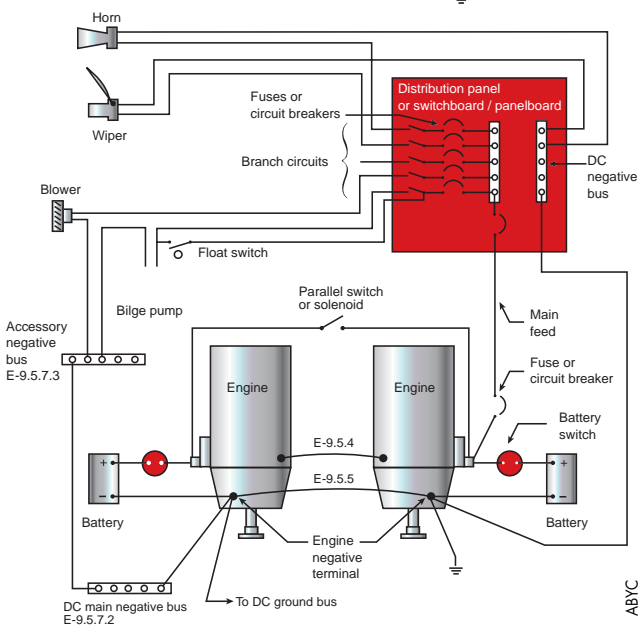 Horn
Wiper
Distribution panel
or switchboard / panelboard
Fuses or
circuit breakers
Branch circuits
DC
negative
bus
Blower
Float switch
Bilge pump
Parallel switch
or solenoid
Accessory
negative
bus
E-9.5.7.3
Main
feed
Engine
Engine
Fuse or
circuit breaker
E-9.5.4
Battery
switch
+
+
E-9.5.5
–
–
Battery
Battery
Engine
negative
terminal
DC main negative bus
E-9.5.7.2
To DC ground bus
ABYC